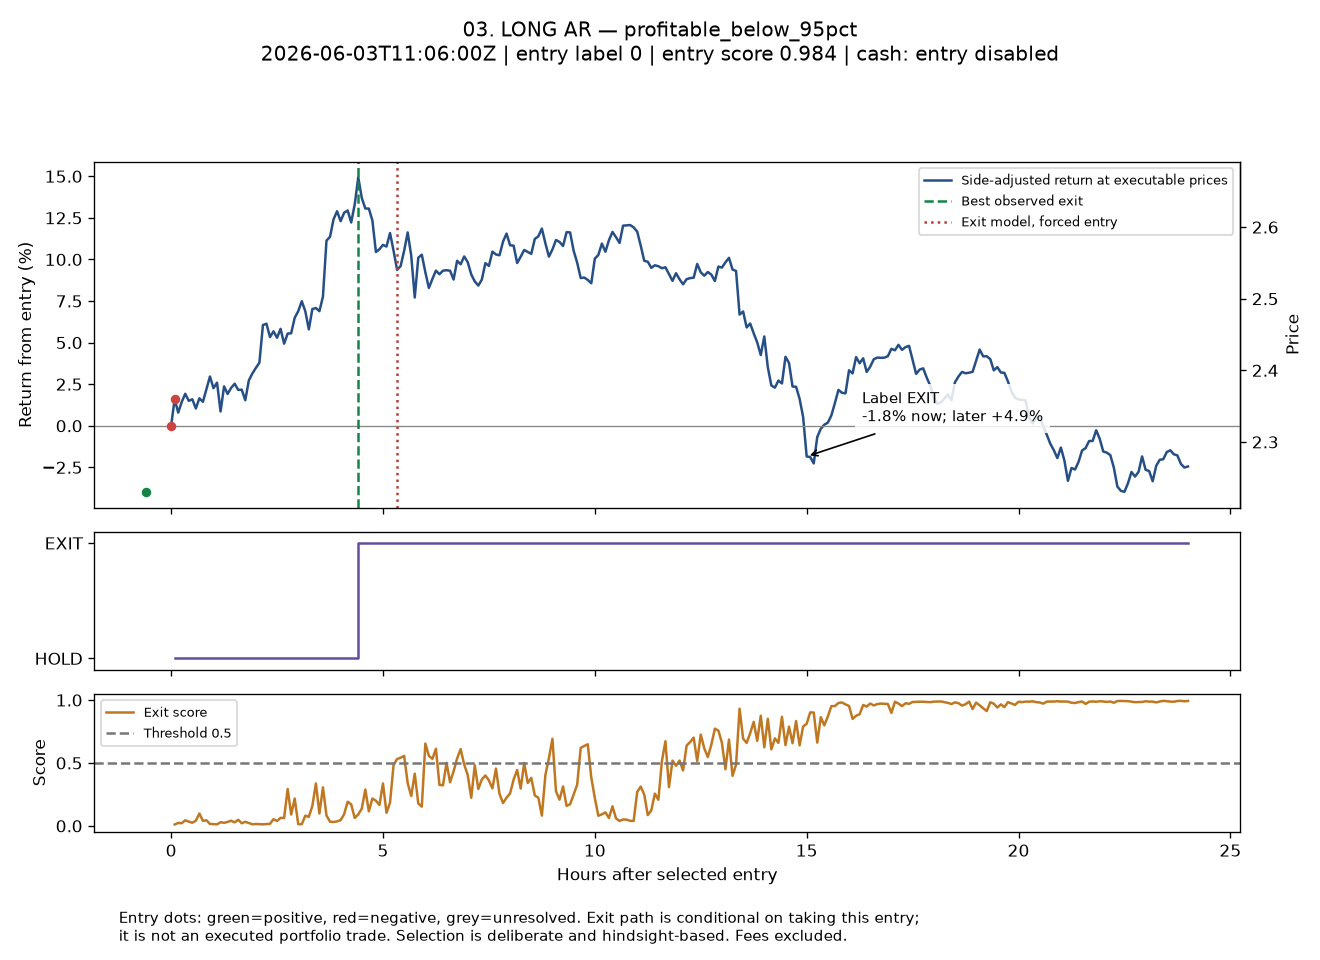 03. LONG AR — profitable_below_95pct
2026-06-03T11:06:00Z | entry label 0 | entry score 0.984 | cash: entry disabled
Return from entry (%)
15.0
12.5
10.0
7.5
5.0
2.5
0.0
−2.5
Side-adjusted return at executable prices
Best observed exit
Exit model, forced entry
Label EXIT
-1.8% now; later +4.9%
2.6
2.5
2.4
2.3
Price
EXIT
HOLD
Score
1.0
0.5
0.0
Exit score
Threshold 0.5
0
5
10
15
20
25
Hours after selected entry
Entry dots: green=positive, red=negative, grey=unresolved. Exit path is conditional on taking this entry;
it is not an executed portfolio trade. Selection is deliberate and hindsight-based. Fees excluded.